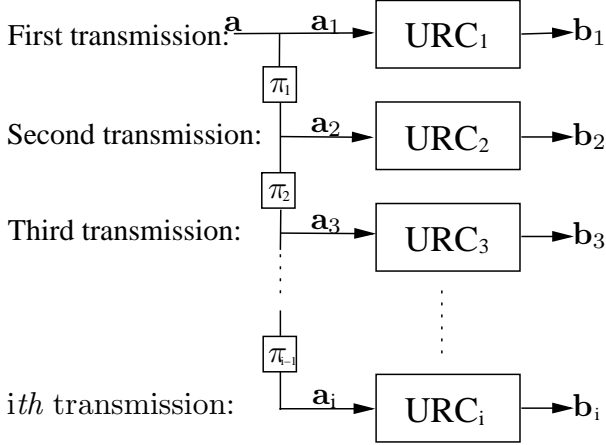 First transmission: a a₁ URC₁ b₁
π₁
Second transmission: a₂ URC₂ b₂
π₂
Third transmission: a₃ URC₃ b₃
πᵢ₋₁
ith transmission: aᵢ URCᵢ bᵢ